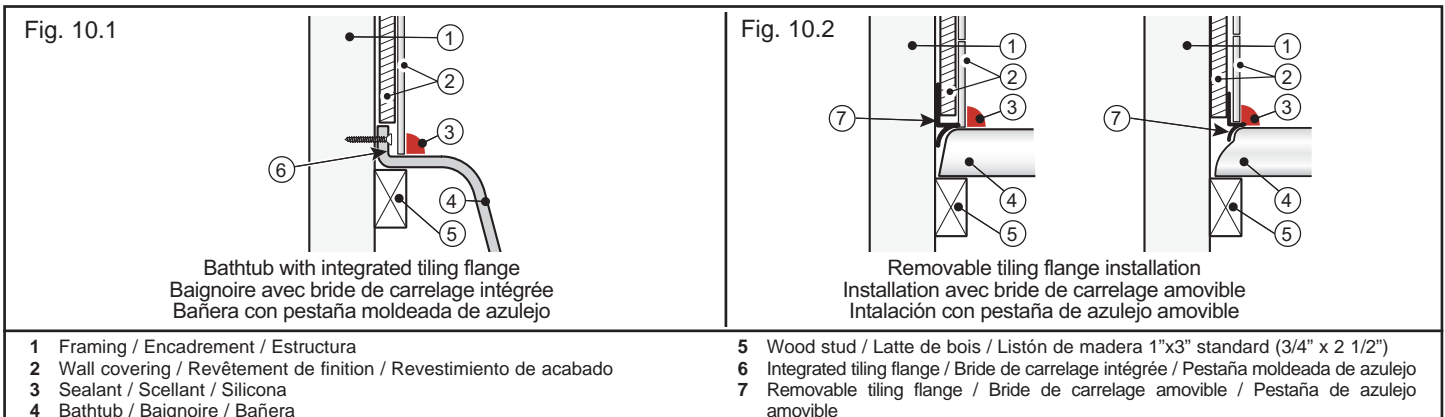 Fig. 10.1
1
2
3
6
4
5
Bathtub with integrated tiling flange
Baignoire avec bride de carrelage intégrée
Bañera con pestaña moldeada de azulejo
Fig. 10.2
1
2
3
7
4
5
1
2
3
7
4
5
Removable tiling flange installation
Installation avec bride de carrelage amovible
Intalación con pestaña de azulejo amovible
1 Framing / Encadrement / Estructura
2 Wall covering / Revêtement de finition / Revestimiento de acabado
3 Sealant / Scellant / Silicona
4 Bathtub / Baignoire / Bañera
5 Wood stud / Latte de bois / Listón de madera 1”x3” standard (3/4” x 2 1/2”)
6 Integrated tiling flange / Bride de carrelage intégrée / Pestaña moldeada de azulejo
7 Removable tiling flange / Bride de carrelage amovible / Pestaña de azulejo
amovible